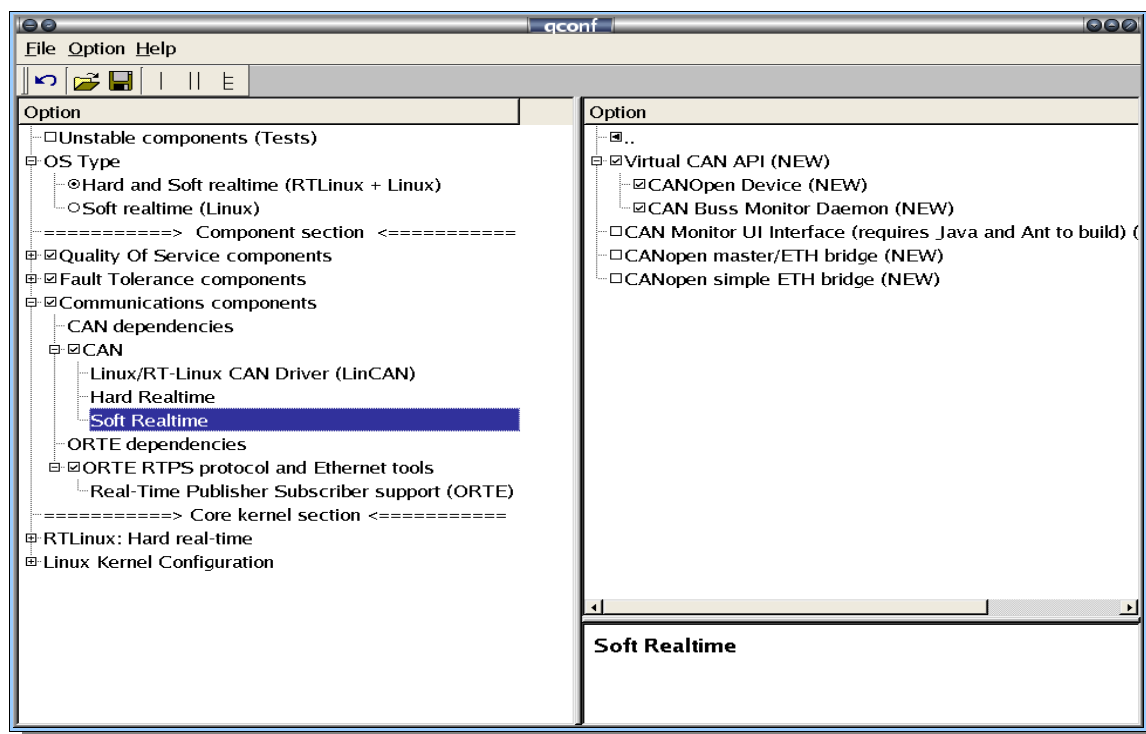 qconf
File Option Help
Option
Unstable components (Tests)
OS Type
Hard and Soft realtime (RTLinux + Linux)
Soft realtime (Linux)
===========> Component section <===========
Quality Of Service components
Fault Tolerance components
Communications components
CAN dependencies
CAN
Linux/RT-Linux CAN Driver (LinCAN)
Hard Realtime
Soft Realtime
ORTE dependencies
ORTE RTPS protocol and Ethernet tools
Real-Time Publisher Subscriber support (ORTE)
===========> Core kernel section <===========
RTLinux: Hard real-time
Linux Kernel Configuration
Option
..
Virtual CAN API (NEW)
CANOpen Device (NEW)
CAN Buss Monitor Daemon (NEW)
CAN Monitor UI Interface (requires Java and Ant to build) (
CANopen master/ETH bridge (NEW)
CANopen simple ETH bridge (NEW)
Soft Realtime